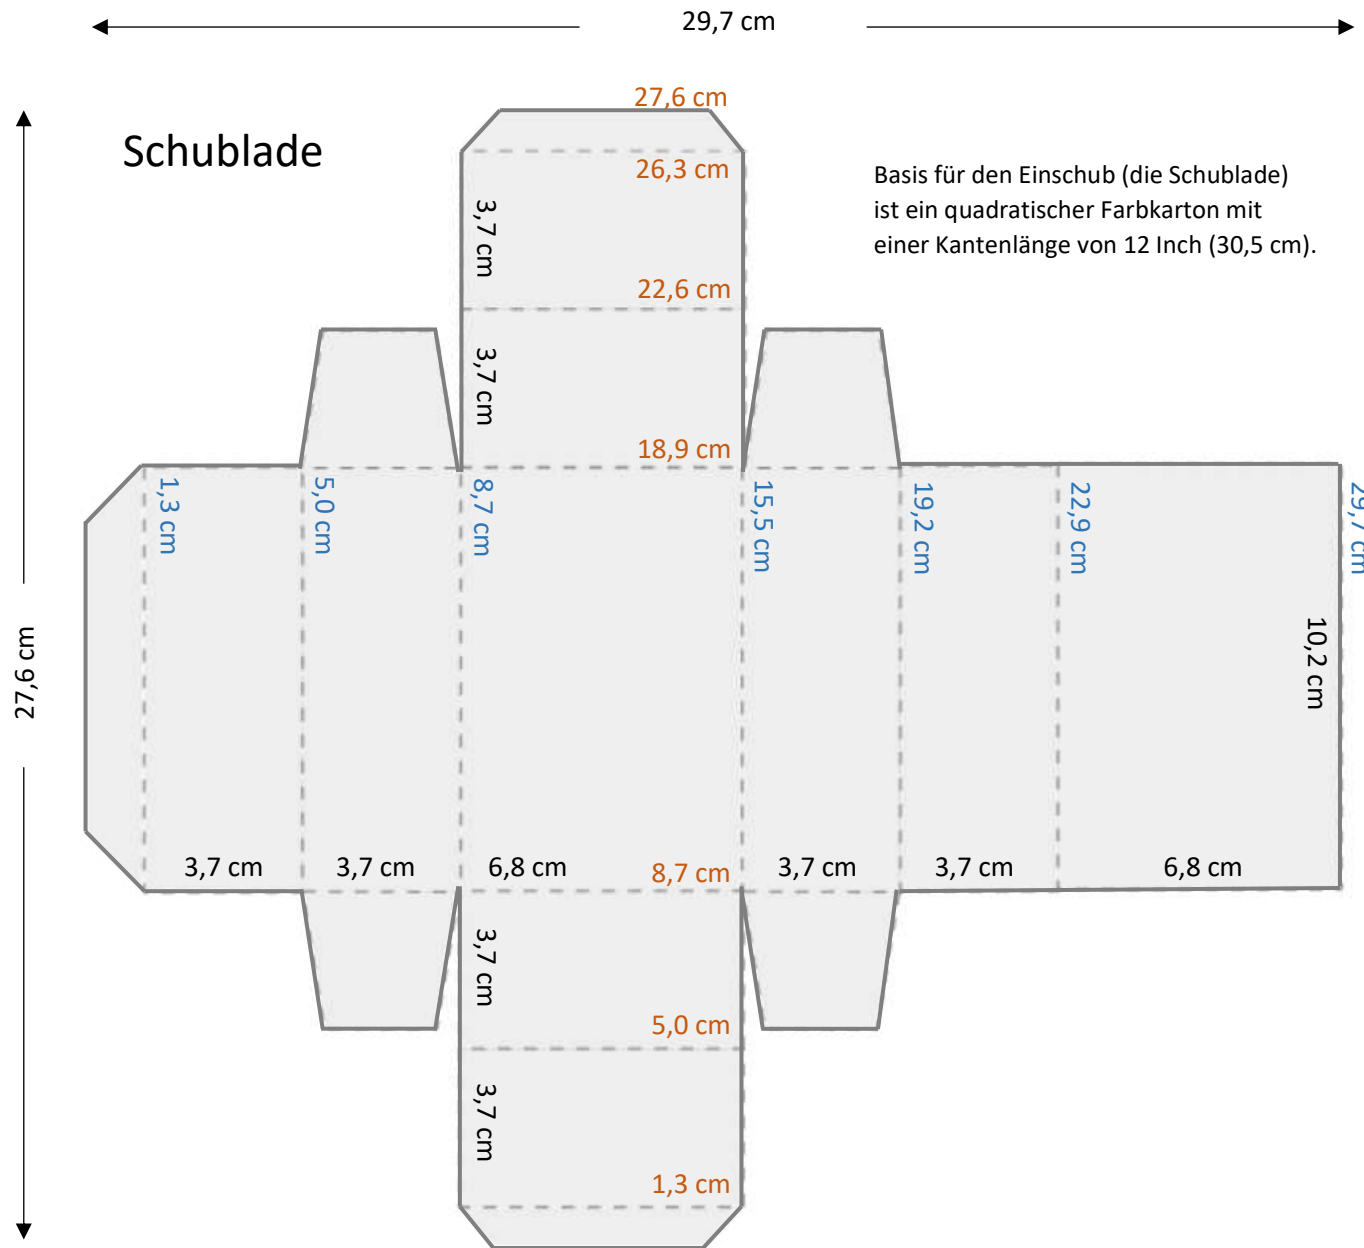 29,7 cm
27,6 cm
Schublade
26,3 cm
Basis für den Einschub (die Schublade)
ist ein quadratischer Farbkarton mit
einer Kantenlänge von 12 Inch (30,5 cm).
3,7 cm
22,6 cm
3,7 cm
18,9 cm
1,3 cm
5,0 cm
8,7 cm
15,5 cm
19,2 cm
22,9 cm
29,7 cm
27,6 cm
10,2 cm
3,7 cm
3,7 cm
6,8 cm
8,7 cm
3,7 cm
3,7 cm
6,8 cm
3,7 cm
5,0 cm
3,7 cm
1,3 cm